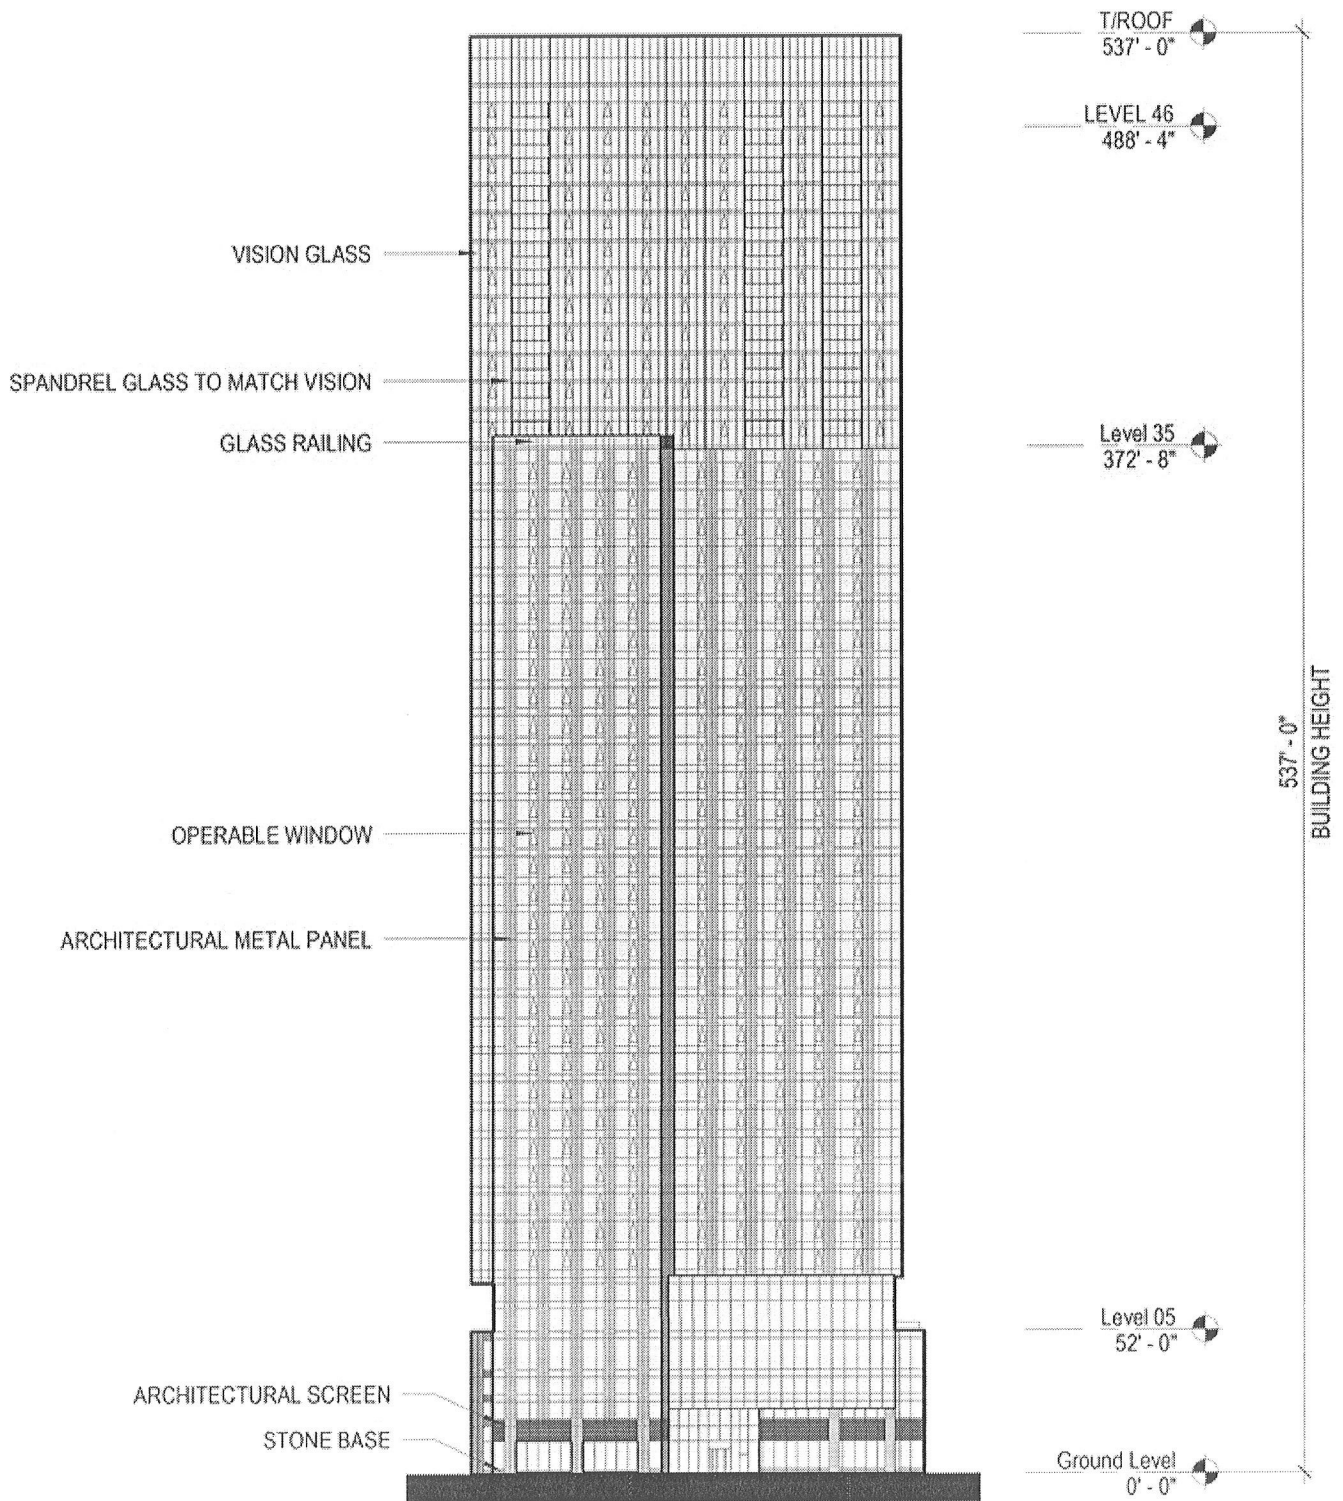 T/ROOF
537' - 0"
LEVEL 46
488' - 4"
VISION GLASS
SPANDREL GLASS TO MATCH VISION
GLASS RAILING
Level 35
372' - 8"
537' - 0"
BUILDING HEIGHT
OPERABLE WINDOW
ARCHITECTURAL METAL PANEL
Level 05
52' - 0"
ARCHITECTURAL SCREEN
STONE BASE
Ground Level
0' - 0"